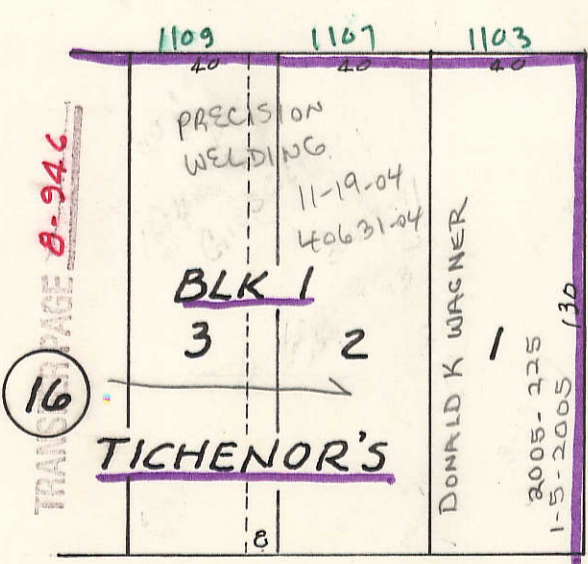 1109 1107 1103
40 40 40
PRECISION
WELDING
11-19-04
40631-04
TRANSFER PAGE 8-946
BLK 1
3 2 1
16
TICHENOR'S
8
DONALD K WAGNER
2005-225
1-5-2005
130